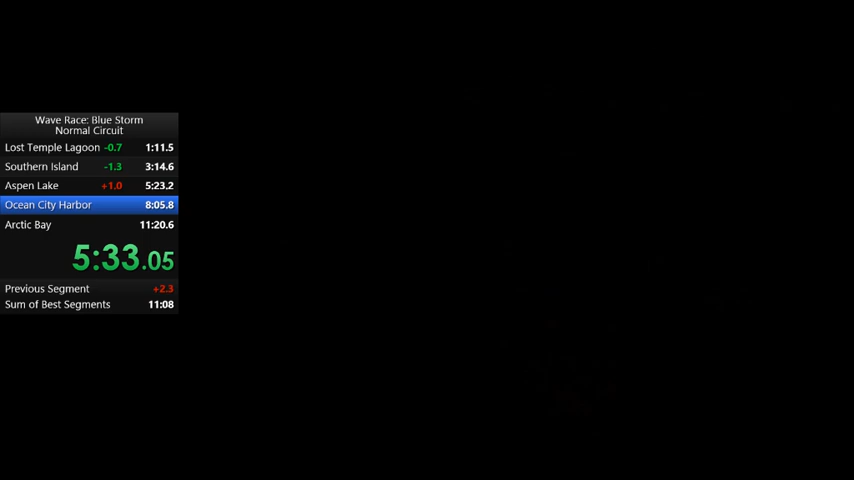 Wave Race: Blue Storm
Normal Circuit
Lost Temple Lagoon -0.7 1:11.5
Southern Island -1.3 3:14.6
Aspen Lake +1.0 5:23.2
Ocean City Harbor 8:05.8
Arctic Bay 11:20.6
5:33.05
Previous Segment +2.3
Sum of Best Segments 11:08